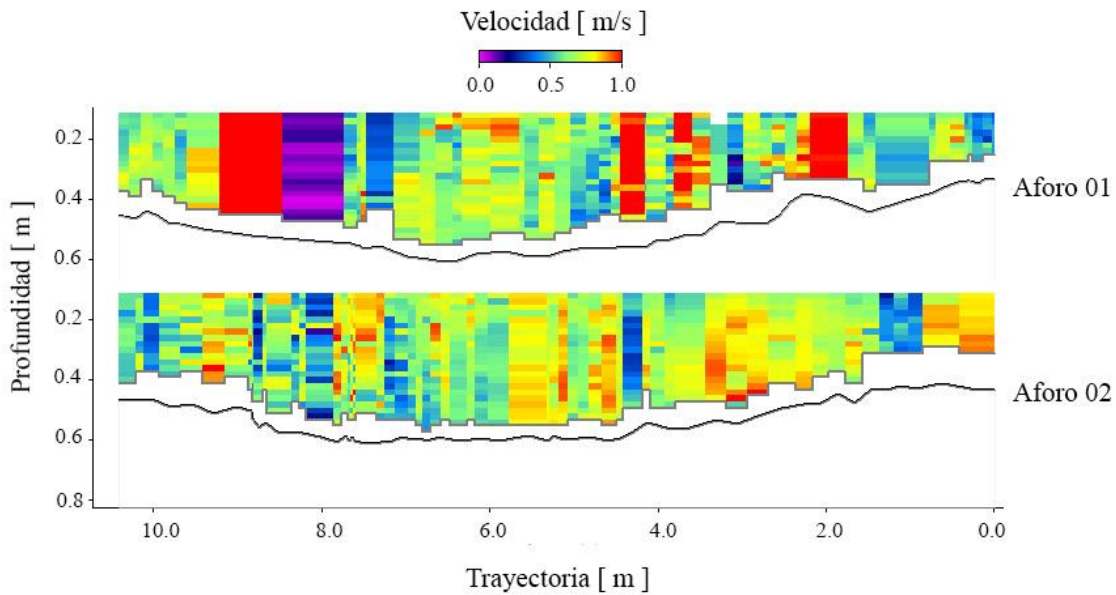 Velocidad [ m/s ]
0.0 0.5 1.0
Profundidad [ m ]
0.2
0.4
0.6
Aforo 01
0.2
0.4
0.6
0.8
Aforo 02
10.0 8.0 6.0 4.0 2.0 0.0
Trayectoria [ m ]